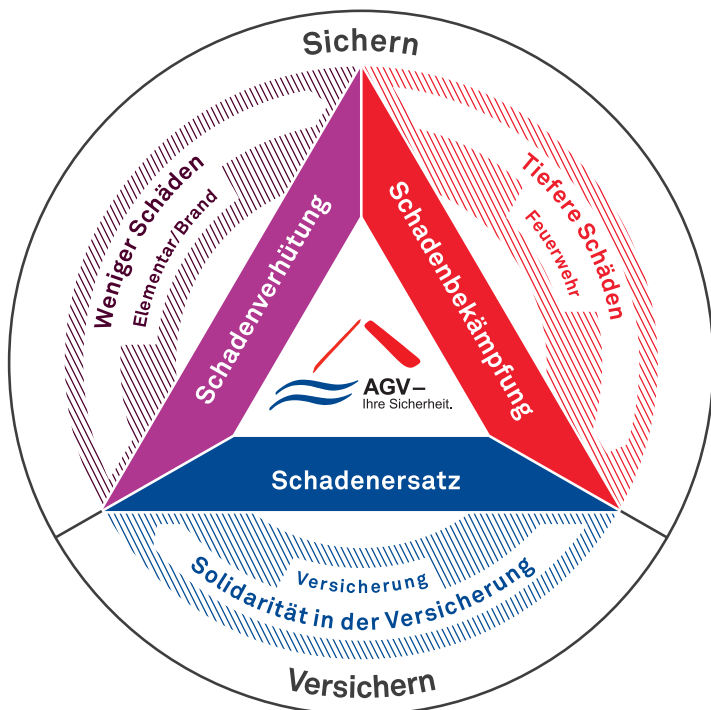 Sichern
Weniger Schäden
Elementar/Brand
Schadenverhütung
Tiefere Schäden
Feuerwehr
Schadenbekämpfung
AGV–
Ihre Sicherheit.
Schadenersatz
Versicherung
Solidarität in der Versicherung
Versichern